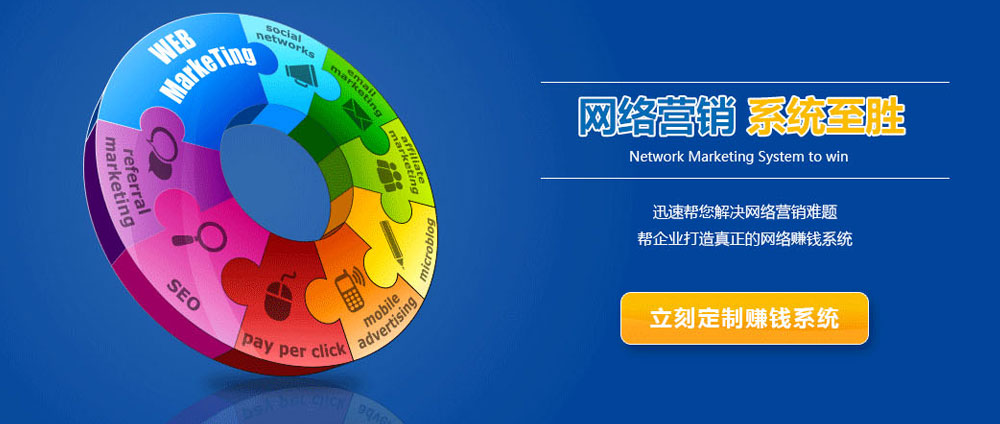 WEB
MarkeTing
social
networks
email
marketing
affiliate
marketing
microblog
mobile
advertising
pay per click
SEO
referral
marketing
网络营销 系统至胜
Network Marketing System to win
迅速帮您解决网络营销难题
帮企业打造真正的网络赚钱系统
立刻定制赚钱系统